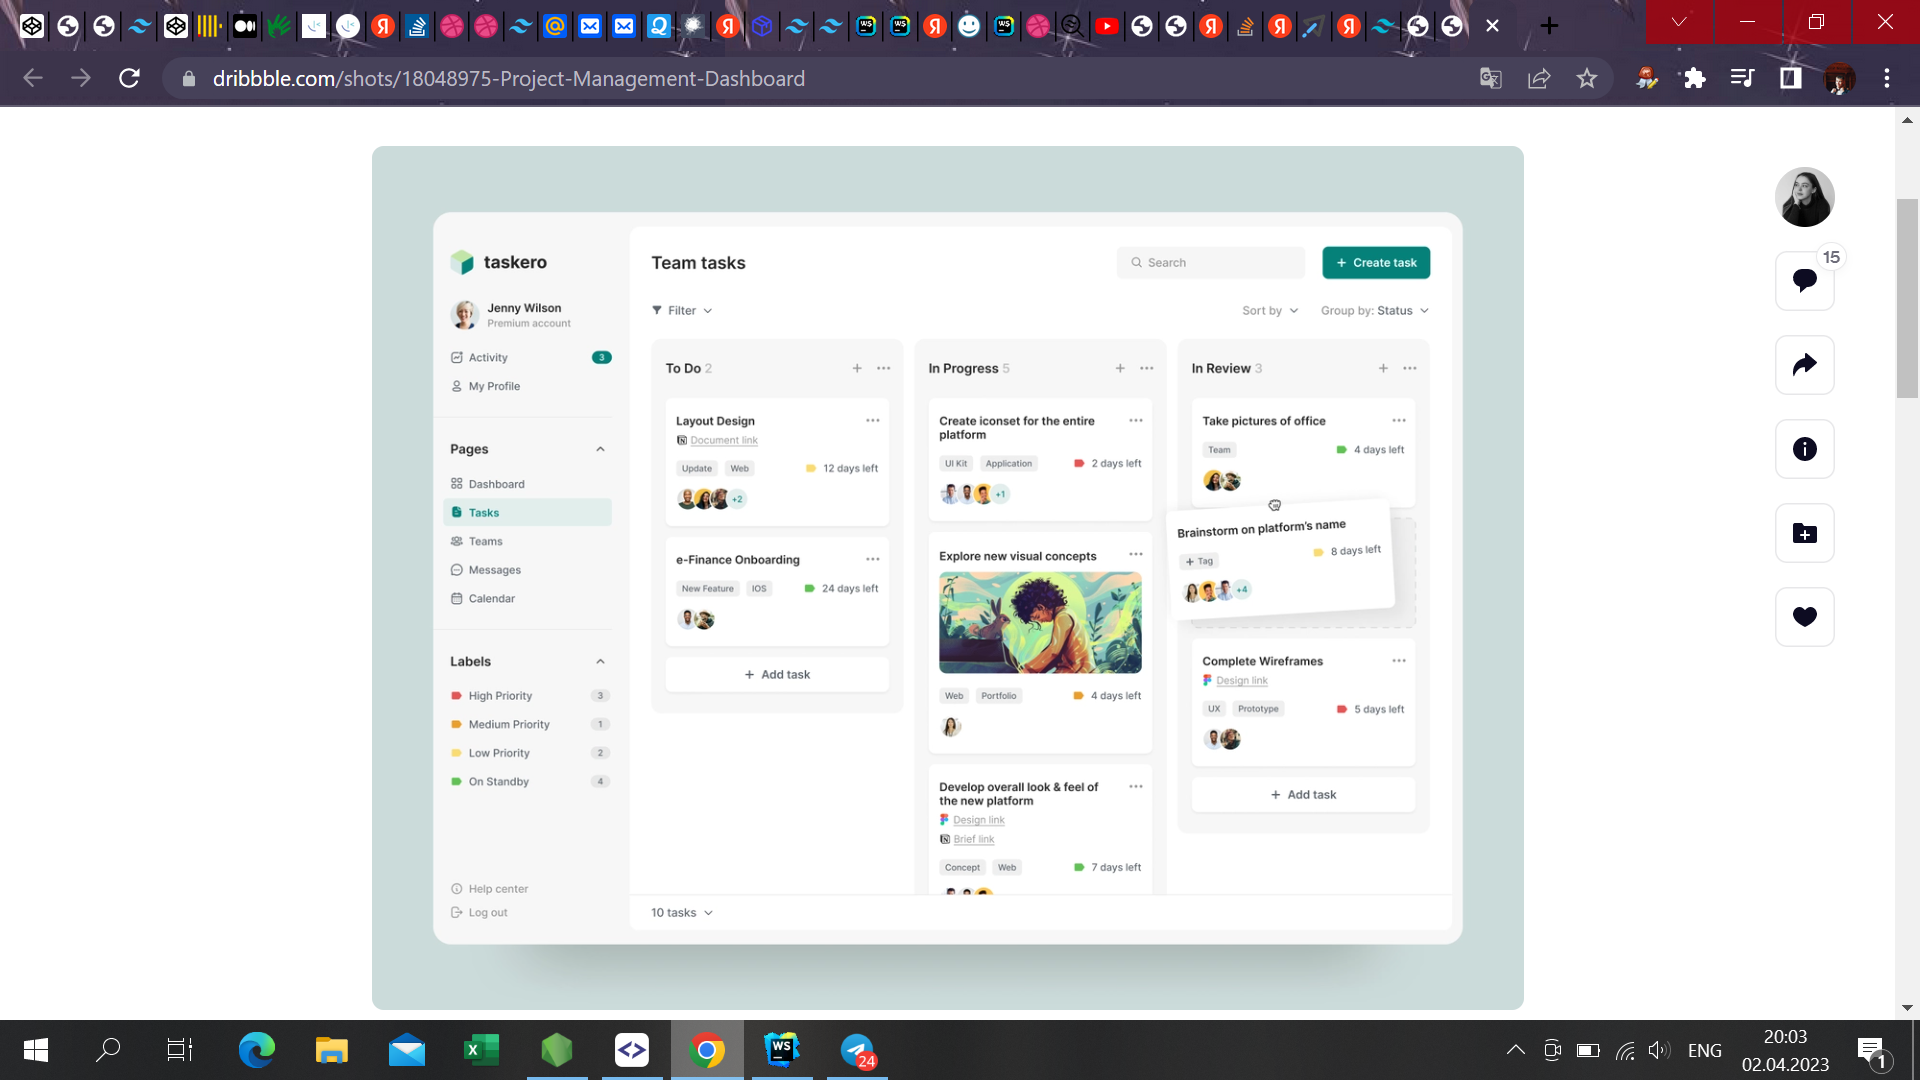 dribbble.com/shots/18048975-Project-Management-Dashboard
15
taskero
Jenny Wilson
Premium account
Activity 3
My Profile
Pages
Dashboard
Tasks
Teams
Messages
Calendar
Labels
High Priority 3
Medium Priority 1
Low Priority 2
On Standby 4
Help center
Log out
Team tasks
Search
+ Create task
Filter
Sort by
Group by: Status
To Do 2
Layout Design
Document link
Update Web 12 days left
+2
e-Finance Onboarding
New Feature IOS 24 days left
+ Add task
In Progress 5
Create iconset for the entire
platform
UI Kit Application 2 days left
+1
Explore new visual concepts
Web Portfolio 4 days left
Develop overall look & feel of
the new platform
Design link
Brief link
Concept Web 7 days left
In Review 3
Take pictures of office
Team 4 days left
Brainstorm on platform's name
+ Tag 8 days left
+4
Complete Wireframes
Design link
UX Prototype 5 days left
+ Add task
10 tasks
WS
24
ENG
20:03
02.04.2023
1